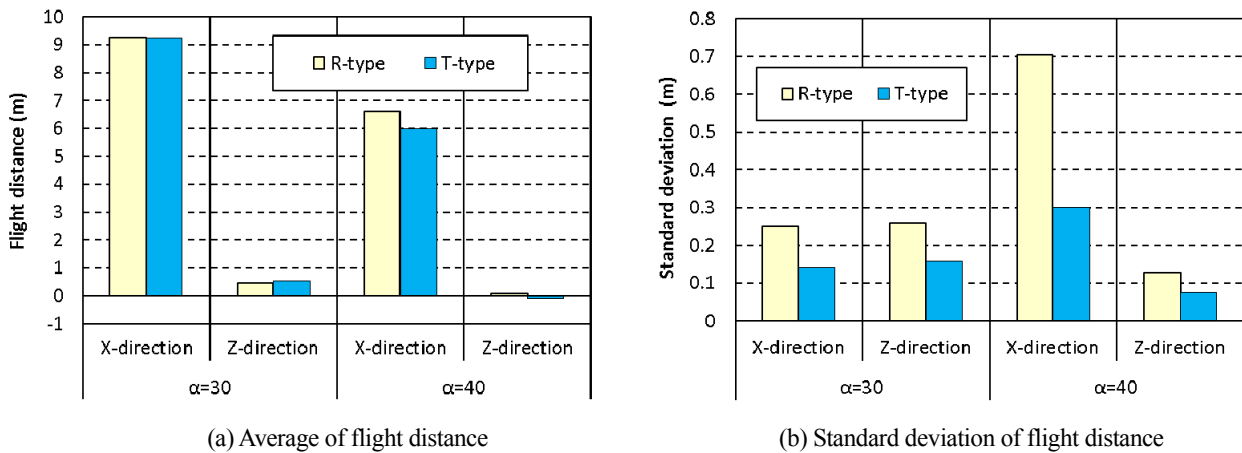 10
9
8
7
6
5
4
3
2
1
0
-1
Flight distance (m)
R-type T-type
X-direction Z-direction X-direction Z-direction
α=30 α=40
(a) Average of flight distance
0.8
0.7
0.6
0.5
0.4
0.3
0.2
0.1
0
Standard deviation (m)
R-type T-type
X-direction Z-direction X-direction Z-direction
α=30 α=40
(b) Standard deviation of flight distance